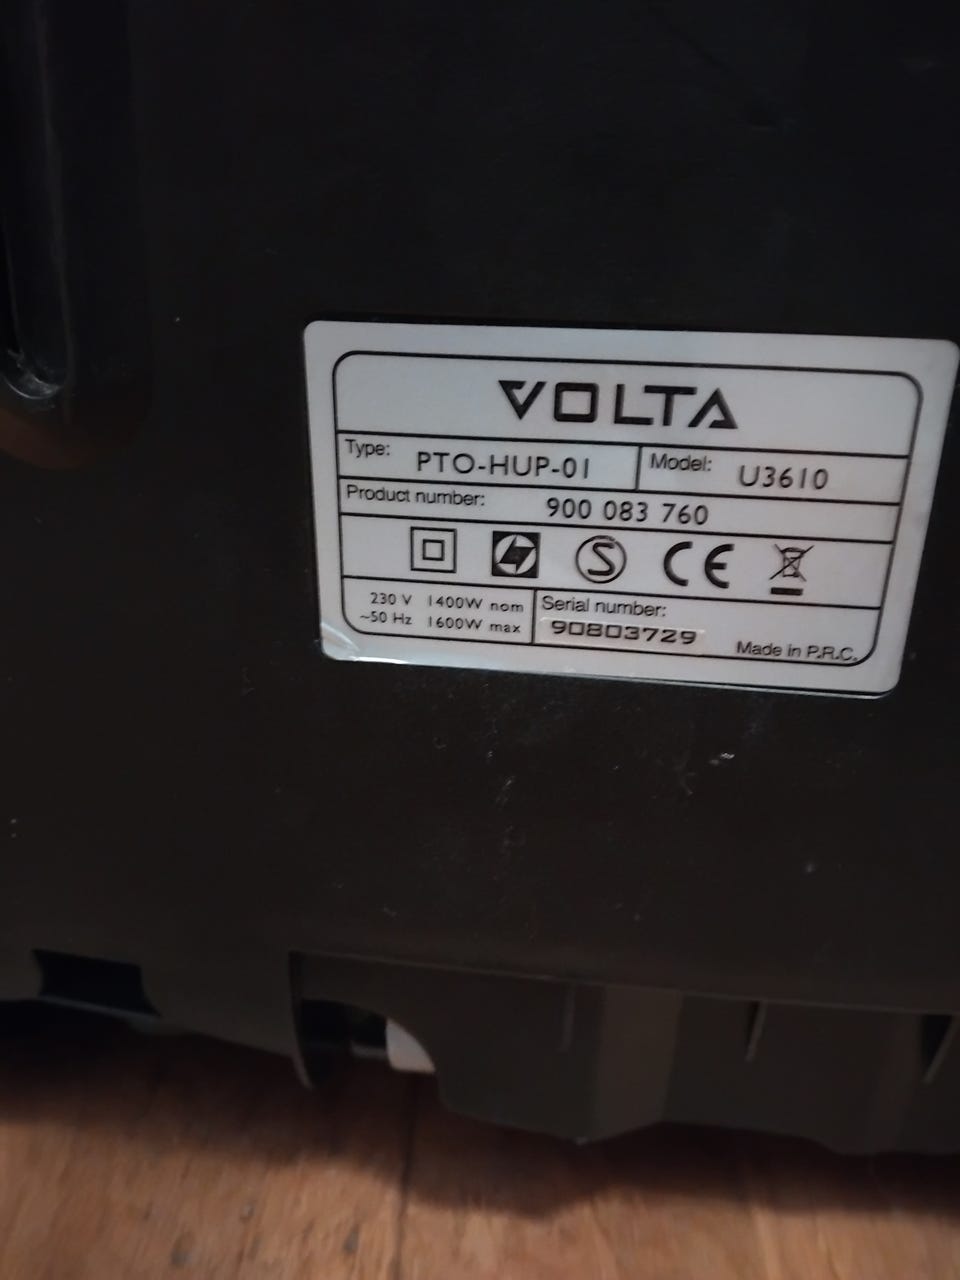 VOLTA
Type: PTO-HUP-01 Model: U3610
Product number: 900 083 760
S CE
230 V 1400W nom Serial number:
~50 Hz 1600W max 90803729 Made in P.R.C.